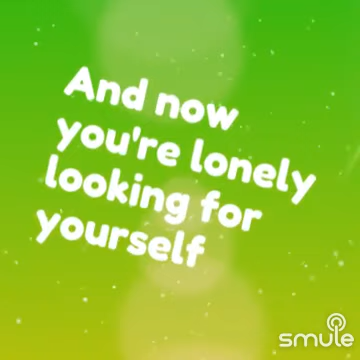 And now
you're lonely
looking for
yourself
smule